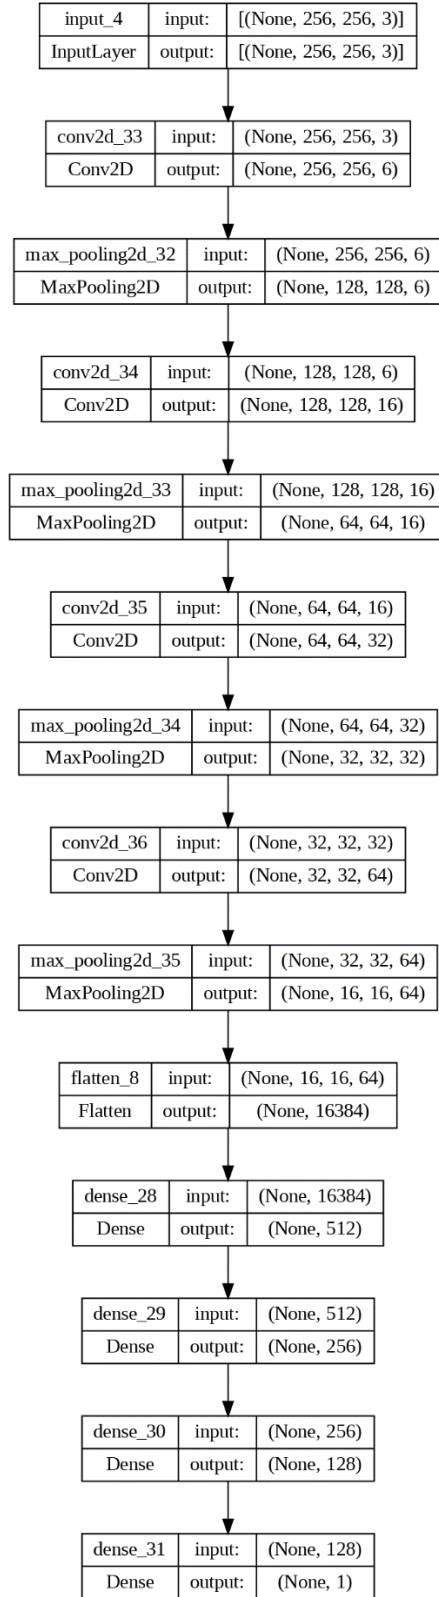 input_4 input: [(None, 256, 256, 3)]
InputLayer output: [(None, 256, 256, 3)]
conv2d_33 input: (None, 256, 256, 3)
Conv2D output: (None, 256, 256, 6)
max_pooling2d_32 input: (None, 256, 256, 6)
MaxPooling2D output: (None, 128, 128, 6)
conv2d_34 input: (None, 128, 128, 6)
Conv2D output: (None, 128, 128, 16)
max_pooling2d_33 input: (None, 128, 128, 16)
MaxPooling2D output: (None, 64, 64, 16)
conv2d_35 input: (None, 64, 64, 16)
Conv2D output: (None, 64, 64, 32)
max_pooling2d_34 input: (None, 64, 64, 32)
MaxPooling2D output: (None, 32, 32, 32)
conv2d_36 input: (None, 32, 32, 32)
Conv2D output: (None, 32, 32, 64)
max_pooling2d_35 input: (None, 32, 32, 64)
MaxPooling2D output: (None, 16, 16, 64)
flatten_8 input: (None, 16, 16, 64)
Flatten output: (None, 16384)
dense_28 input: (None, 16384)
Dense output: (None, 512)
dense_29 input: (None, 512)
Dense output: (None, 256)
dense_30 input: (None, 256)
Dense output: (None, 128)
dense_31 input: (None, 128)
Dense output: (None, 1)